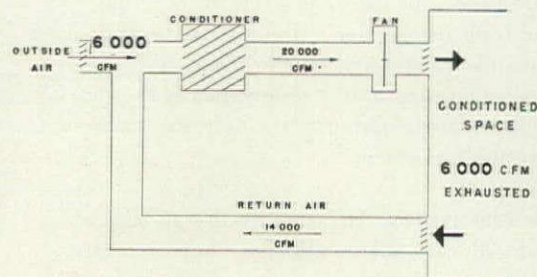 CONDITIONER
FAN
6 000
OUTSIDE
AIR
CFM
20 000
CFM.
CONDITIONED
SPACE
6 000 CFM
EXHAUSTED
RETURN AIR
14 000
CFM